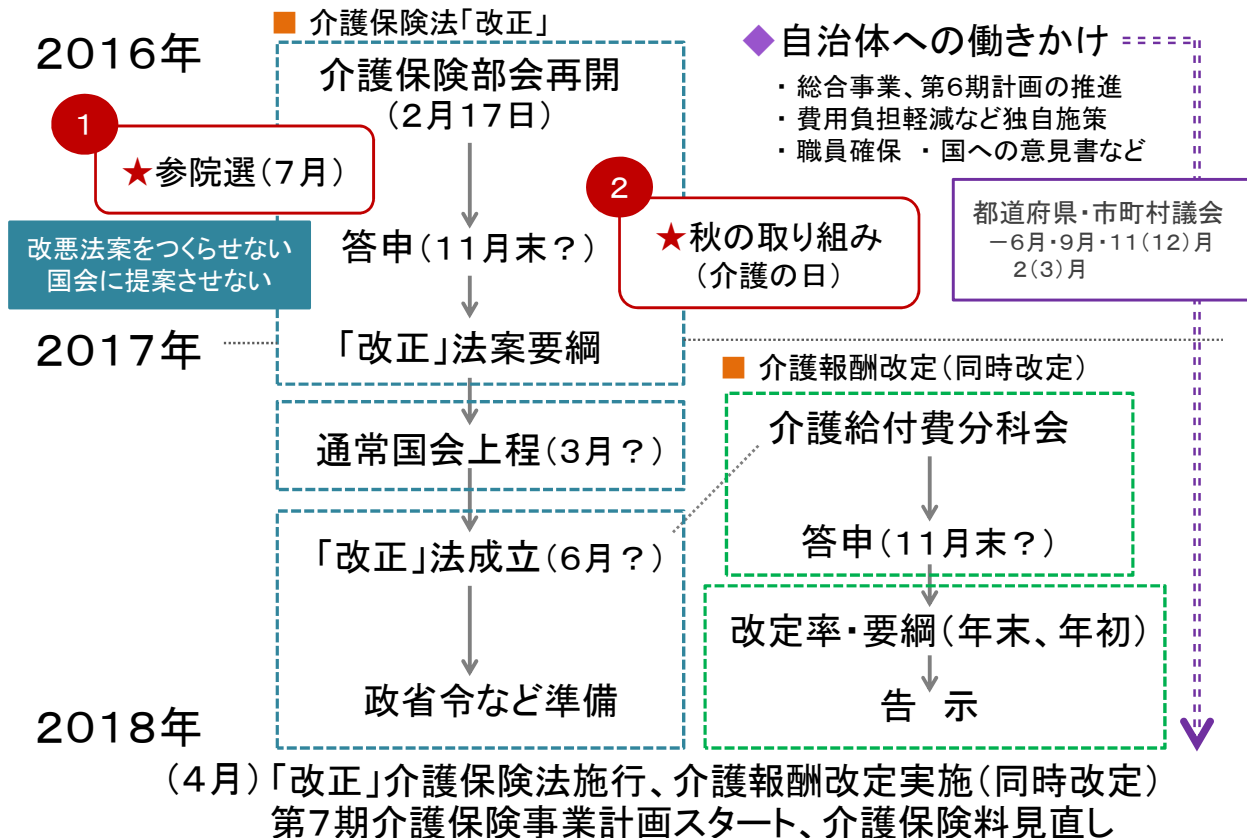 ■ 介護保険法「改正」
2016年
介護保険部会再開
(2月17日)
◆自治体への働きかけ
・ 総合事業、第6期計画の推進
・ 費用負担軽減など独自施策
・ 職員確保 ・ 国への意見書など
1
★参院選(7月)
2
★秋の取り組み
(介護の日)
都道府県・市町村議会
－6月・9月・11(12)月
2(3)月
改悪法案をつくらせない
国会に提案させない
答申(11月末?)
2017年
「改正」法案要綱
■ 介護報酬改定(同時改定)
通常国会上程(3月?)
介護給付費分科会
「改正」法成立(6月?)
答申(11月末?)
改定率・要綱(年末、年初)
政省令など準備
告 示
2018年
(4月)「改正」介護保険法施行、介護報酬改定実施(同時改定)
第7期介護保険事業計画スタート、介護保険料見直し